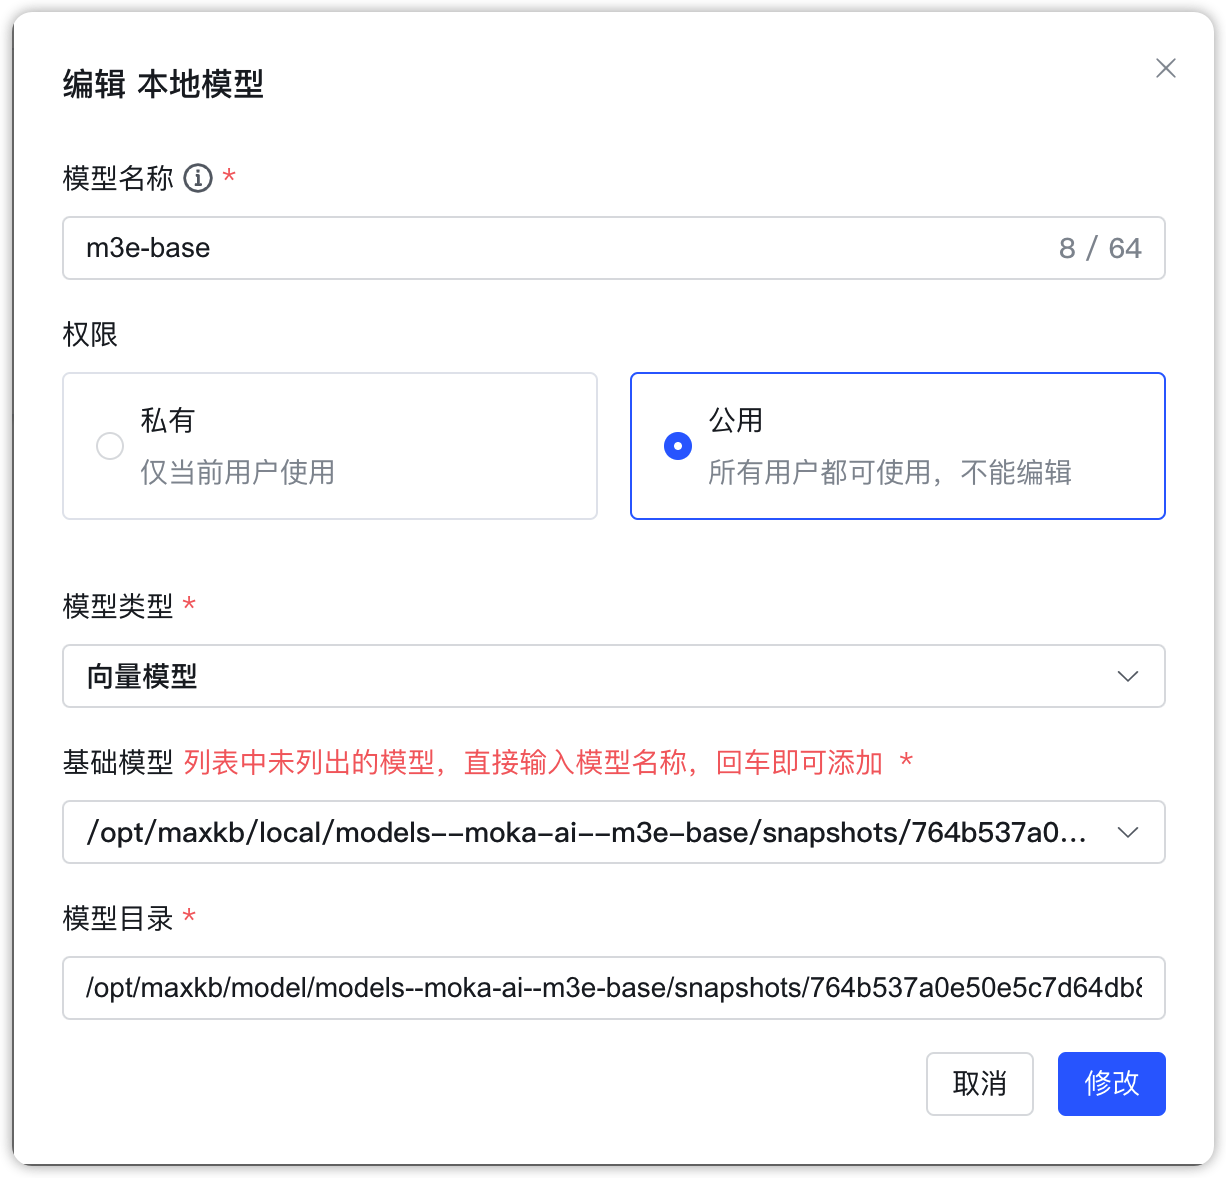 编辑 本地模型
模型名称 *
m3e-base 8 / 64
权限
私有
仅当前用户使用
公用
所有用户都可使用，不能编辑
模型类型 *
向量模型
基础模型 列表中未列出的模型，直接输入模型名称，回车即可添加 *
/opt/maxkb/local/models--moka-ai--m3e-base/snapshots/764b537a0...
模型目录 *
/opt/maxkb/model/models--moka-ai--m3e-base/snapshots/764b537a0e50e5c7d64db8
取消 修改